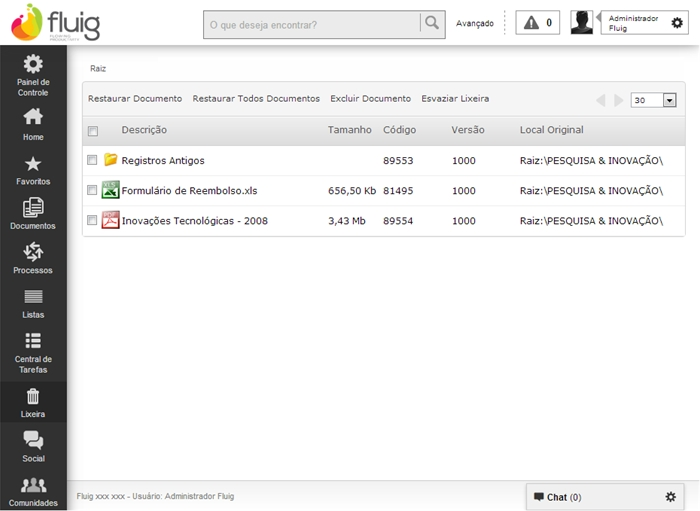 fluig
O que deseja encontrar?
Avançado
0
Administrador
Fluig
Painel de
Controle
Home
Favoritos
Documentos
Processos
Listas
Central de
Tarefas
Lixeira
Social
Comunidades
Raiz
Restaurar Documento Restaurar Todos Documentos Excluir Documento Esvaziar Lixeira 30
Descrição Tamanho Código Versão Local Original
Registros Antigos 89553 1000 Raiz:\PESQUISA & INOVAÇÃO\
Formulário de Reembolso.xls 656,50 Kb 81495 1000 Raiz:\PESQUISA & INOVAÇÃO\
Inovações Tecnológicas - 2008 3,43 Mb 89554 1000 Raiz:\PESQUISA & INOVAÇÃO\
Fluig xxx xxx - Usuário: Administrador Fluig
Chat (0)